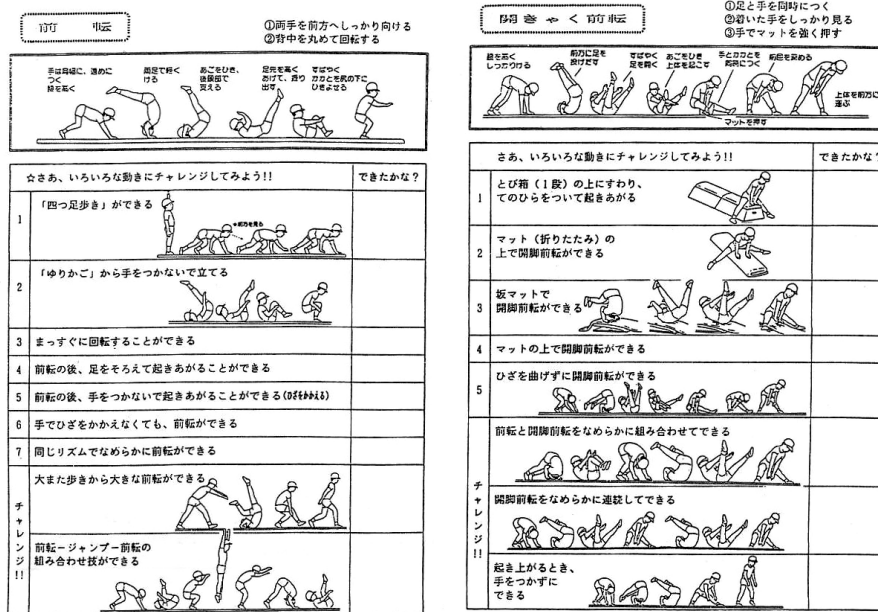 前転
①両手を前方へしっかり向ける
②背中を丸めて回転する
手は肩幅に、遠めに
つく
腰を高く
両足で軽く
ける
あごをひき、
後頭部で
支える
足先を高く
あげて、放り
出す
すばやく
カカトを尻の下に
ひきよせる
☆さあ、いろいろな動きにチャレンジしてみよう!!
できたかな？
1
「四つ足歩き」ができる
＊前方を見る
2
「ゆりかご」から手をつかないで立てる
3
まっすぐに回転することができる
4
前転の後、足をそろえて起きあがることができる
5
前転の後、手をつかないで起きあがることができる(ひざをかかえる)
6
手でひざをかかえなくても、前転ができる
7
同じリズムでなめらかに前転ができる
チャレンジ!!
大また歩きから大きな前転ができる
前転－ジャンプ－前転の
組み合わせ技ができる
開きゃく前転
①足と手を同時につく
②着いた手をしっかり見る
③手でマットを強く押す
腰を高く
しっかりける
前方に足を
投げだす
すばやく
足を開く
あごをひき
上体を起こす
手とカカトを
同時につく
マットを押す
上体を前方に
運ぶ
さあ、いろいろな動きにチャレンジしてみよう!!
できたかな？
1
とび箱（１段）の上にすわり、
てのひらをついて起きあがる
2
マット（折りたたみ）の
上で開脚前転ができる
3
坂マットで
開脚前転ができる
4
マットの上で開脚前転ができる
5
ひざを曲げずに開脚前転ができる
チャレンジ!!
前転と開脚前転をなめらかに組み合わせてできる
開脚前転をなめらかに連続してできる
起き上がるとき、
手をつかずに
できる